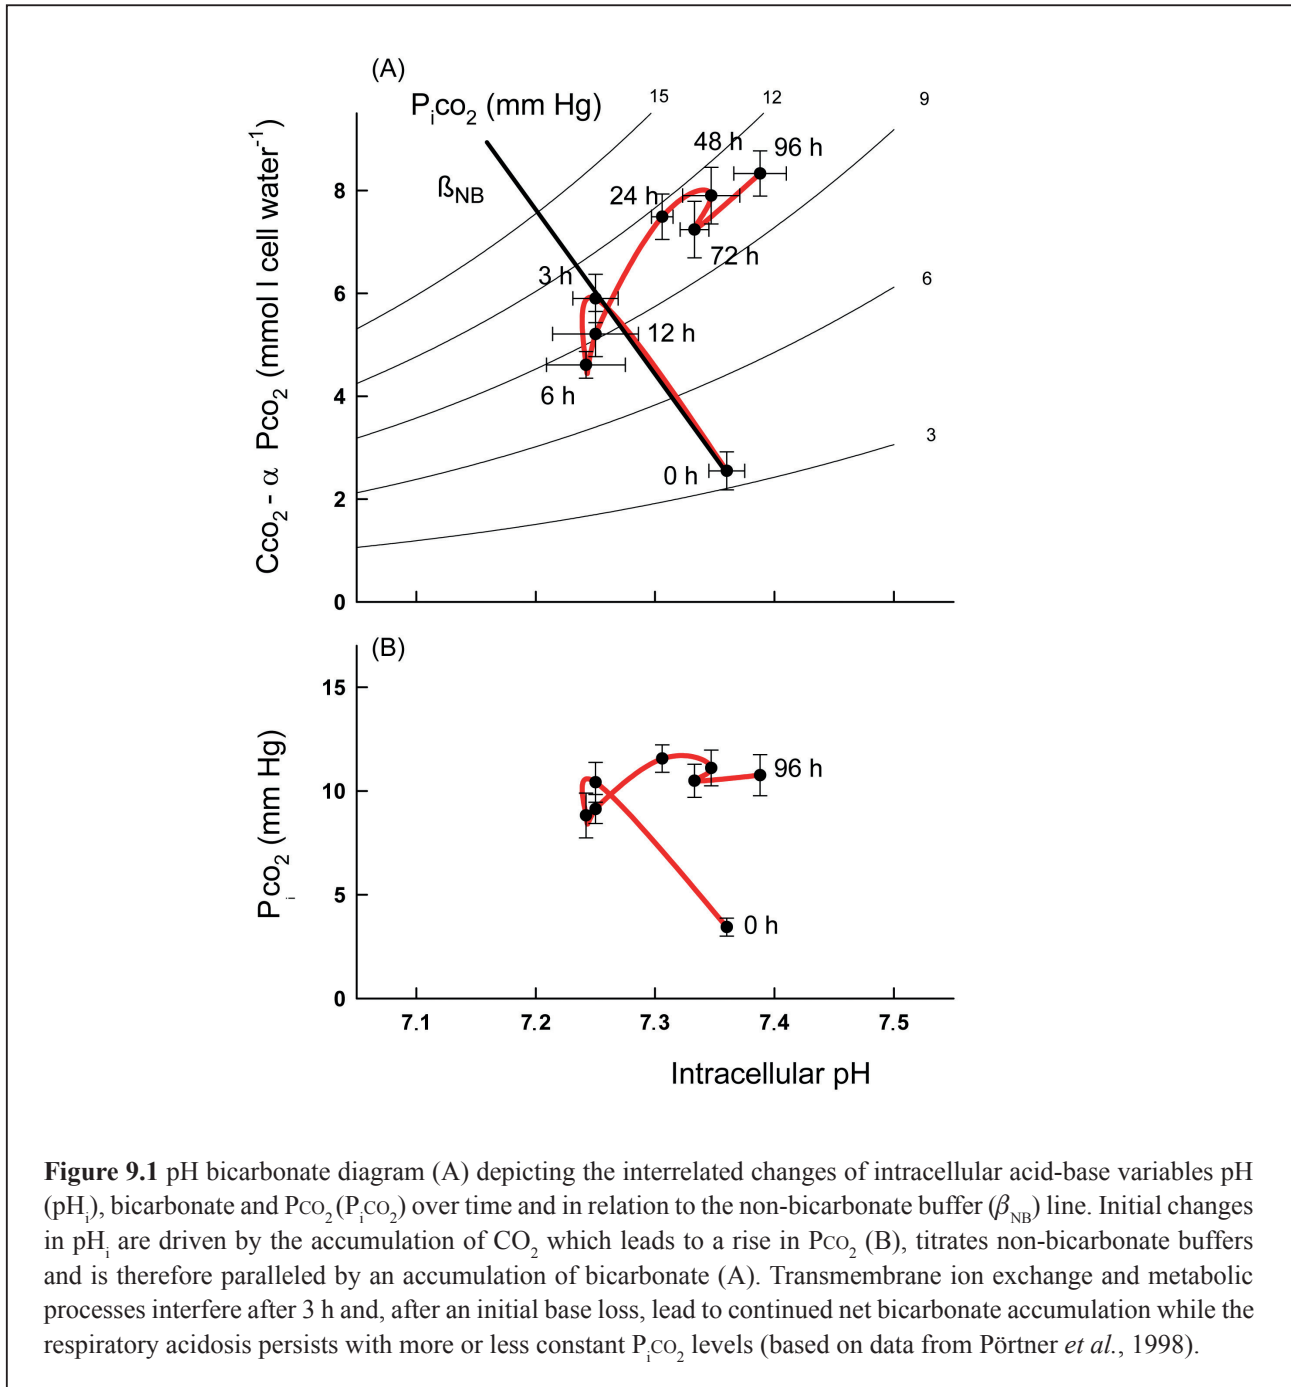 (A)
PᵢCO₂ (mm Hg)
15
12
9
48 h
96 h
ßNB
24 h
72 h
3 h
6
12 h
6 h
0 h
3
8
6
4
2
0
Cco₂ - α Pco₂ (mmol l cell water⁻¹)
(B)
15
10
5
0
96 h
0 h
Pᵢco₂ (mm Hg)
7.1 7.2 7.3 7.4 7.5
Intracellular pH
Figure 9.1 pH bicarbonate diagram (A) depicting the interrelated changes of intracellular acid-base variables pH
(pHᵢ), bicarbonate and PCO₂ (PᵢCO₂) over time and in relation to the non-bicarbonate buffer (βNB) line. Initial changes
in pHᵢ are driven by the accumulation of CO₂ which leads to a rise in PCO₂ (B), titrates non-bicarbonate buffers
and is therefore paralleled by an accumulation of bicarbonate (A). Transmembrane ion exchange and metabolic
processes interfere after 3 h and, after an initial base loss, lead to continued net bicarbonate accumulation while the
respiratory acidosis persists with more or less constant PᵢCO₂ levels (based on data from Pörtner et al., 1998).